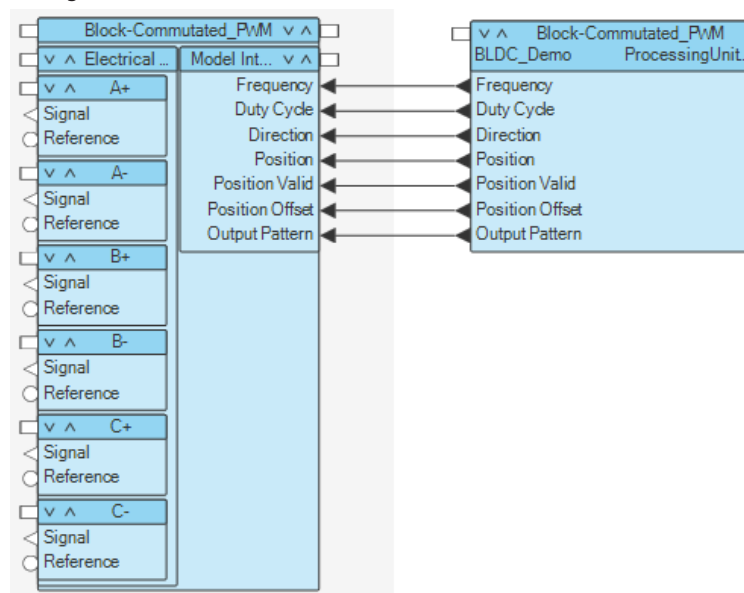 Block-Commutated_PWM
Electrical ...
Model Int...
A+
Signal
Reference
A-
Signal
Reference
B+
Signal
Reference
B-
Signal
Reference
C+
Signal
Reference
C-
Signal
Reference
Frequency
Duty Cycle
Direction
Position
Position Valid
Position Offset
Output Pattern
Block-Commutated_PWM
BLDC_Demo ProcessingUnit.
Frequency
Duty Cycle
Direction
Position
Position Valid
Position Offset
Output Pattern